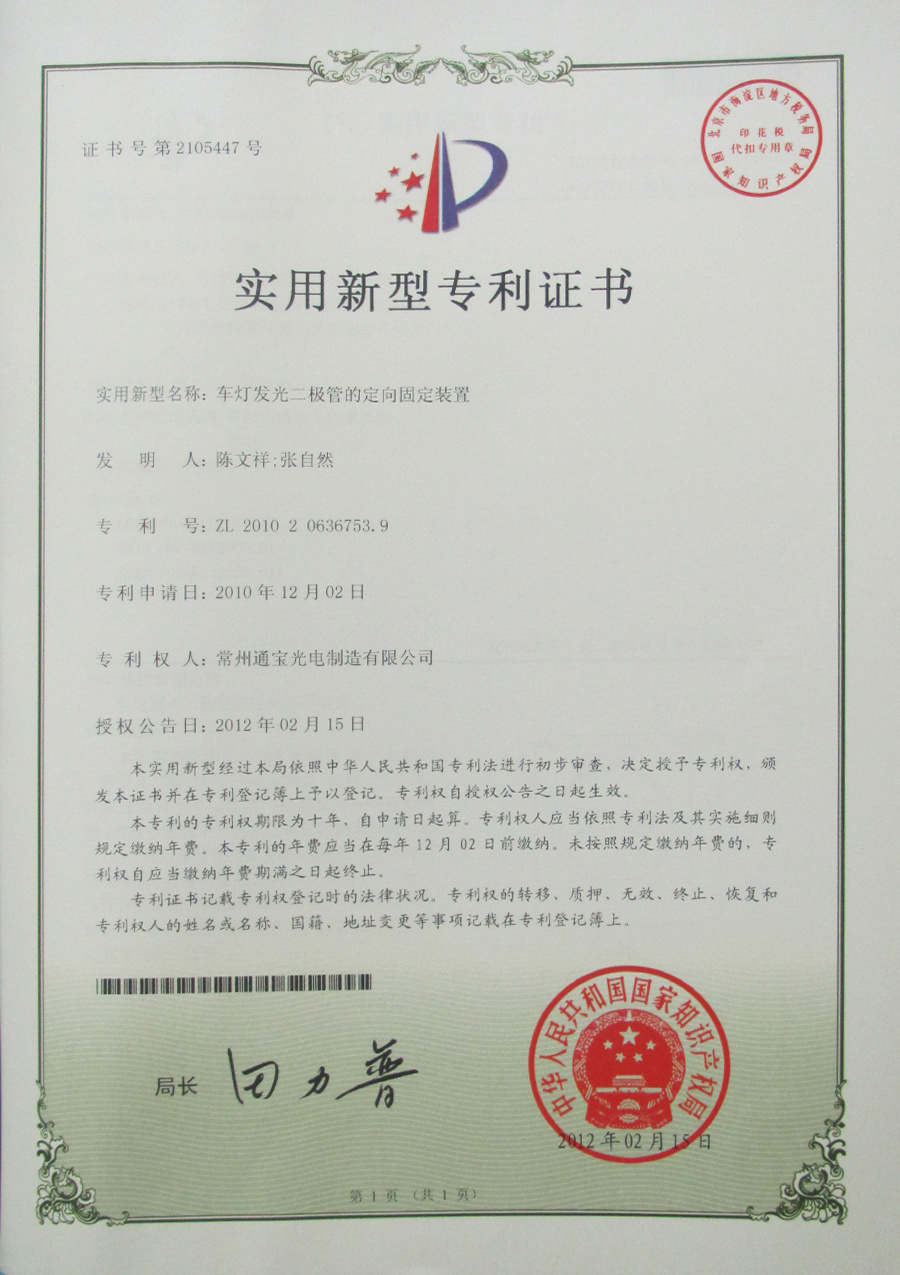 证书号第2105447号
北京市海淀区地方税务局
印花税
代扣专用章
国家知识产权局
实用新型专利证书
实用新型名称：车灯发光二极管的定向固定装置
发明人：陈文祥;张自然
专利号：ZL 2010 2 0636753.9
专利申请日：2010年12月02日
专利权人：常州通宝光电制造有限公司
授权公告日：2012年02月15日
本实用新型经过本局依照中华人民共和国专利法进行初步审查，决定授予专利权，颁
发本证书并在专利登记簿上予以登记。专利权自授权公告之日起生效。
本专利的专利权期限为十年，自申请日起算。专利权人应当依照专利法及其实施细则
规定缴纳年费。本专利的年费应当在每年12月02日前缴纳。未按照规定缴纳年费的，专
利权自应当缴纳年费期满之日起终止。
专利证书记载专利权登记时的法律状况。专利权的转移、质押、无效、终止、恢复和
专利权人的姓名或名称、国籍、地址变更等事项记载在专利登记簿上。
局长 田力普
中华人民共和国国家知识产权局
2012年02月15日
第1页（共1页）